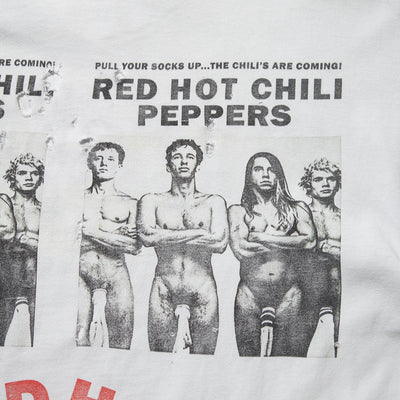 RE COMING!
PULL YOUR SOCKS UP...THE CHILI'S ARE COMING!
CHILI
RED HOT CHILI
S
PEPPERS
D H